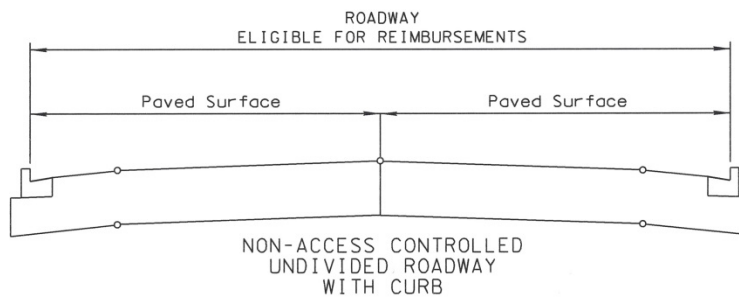 ROADWAY
ELIGIBLE FOR REIMBURSEMENTS
Paved Surface
Paved Surface
NON-ACCESS CONTROLLED
UNDIVIDED ROADWAY
WITH CURB